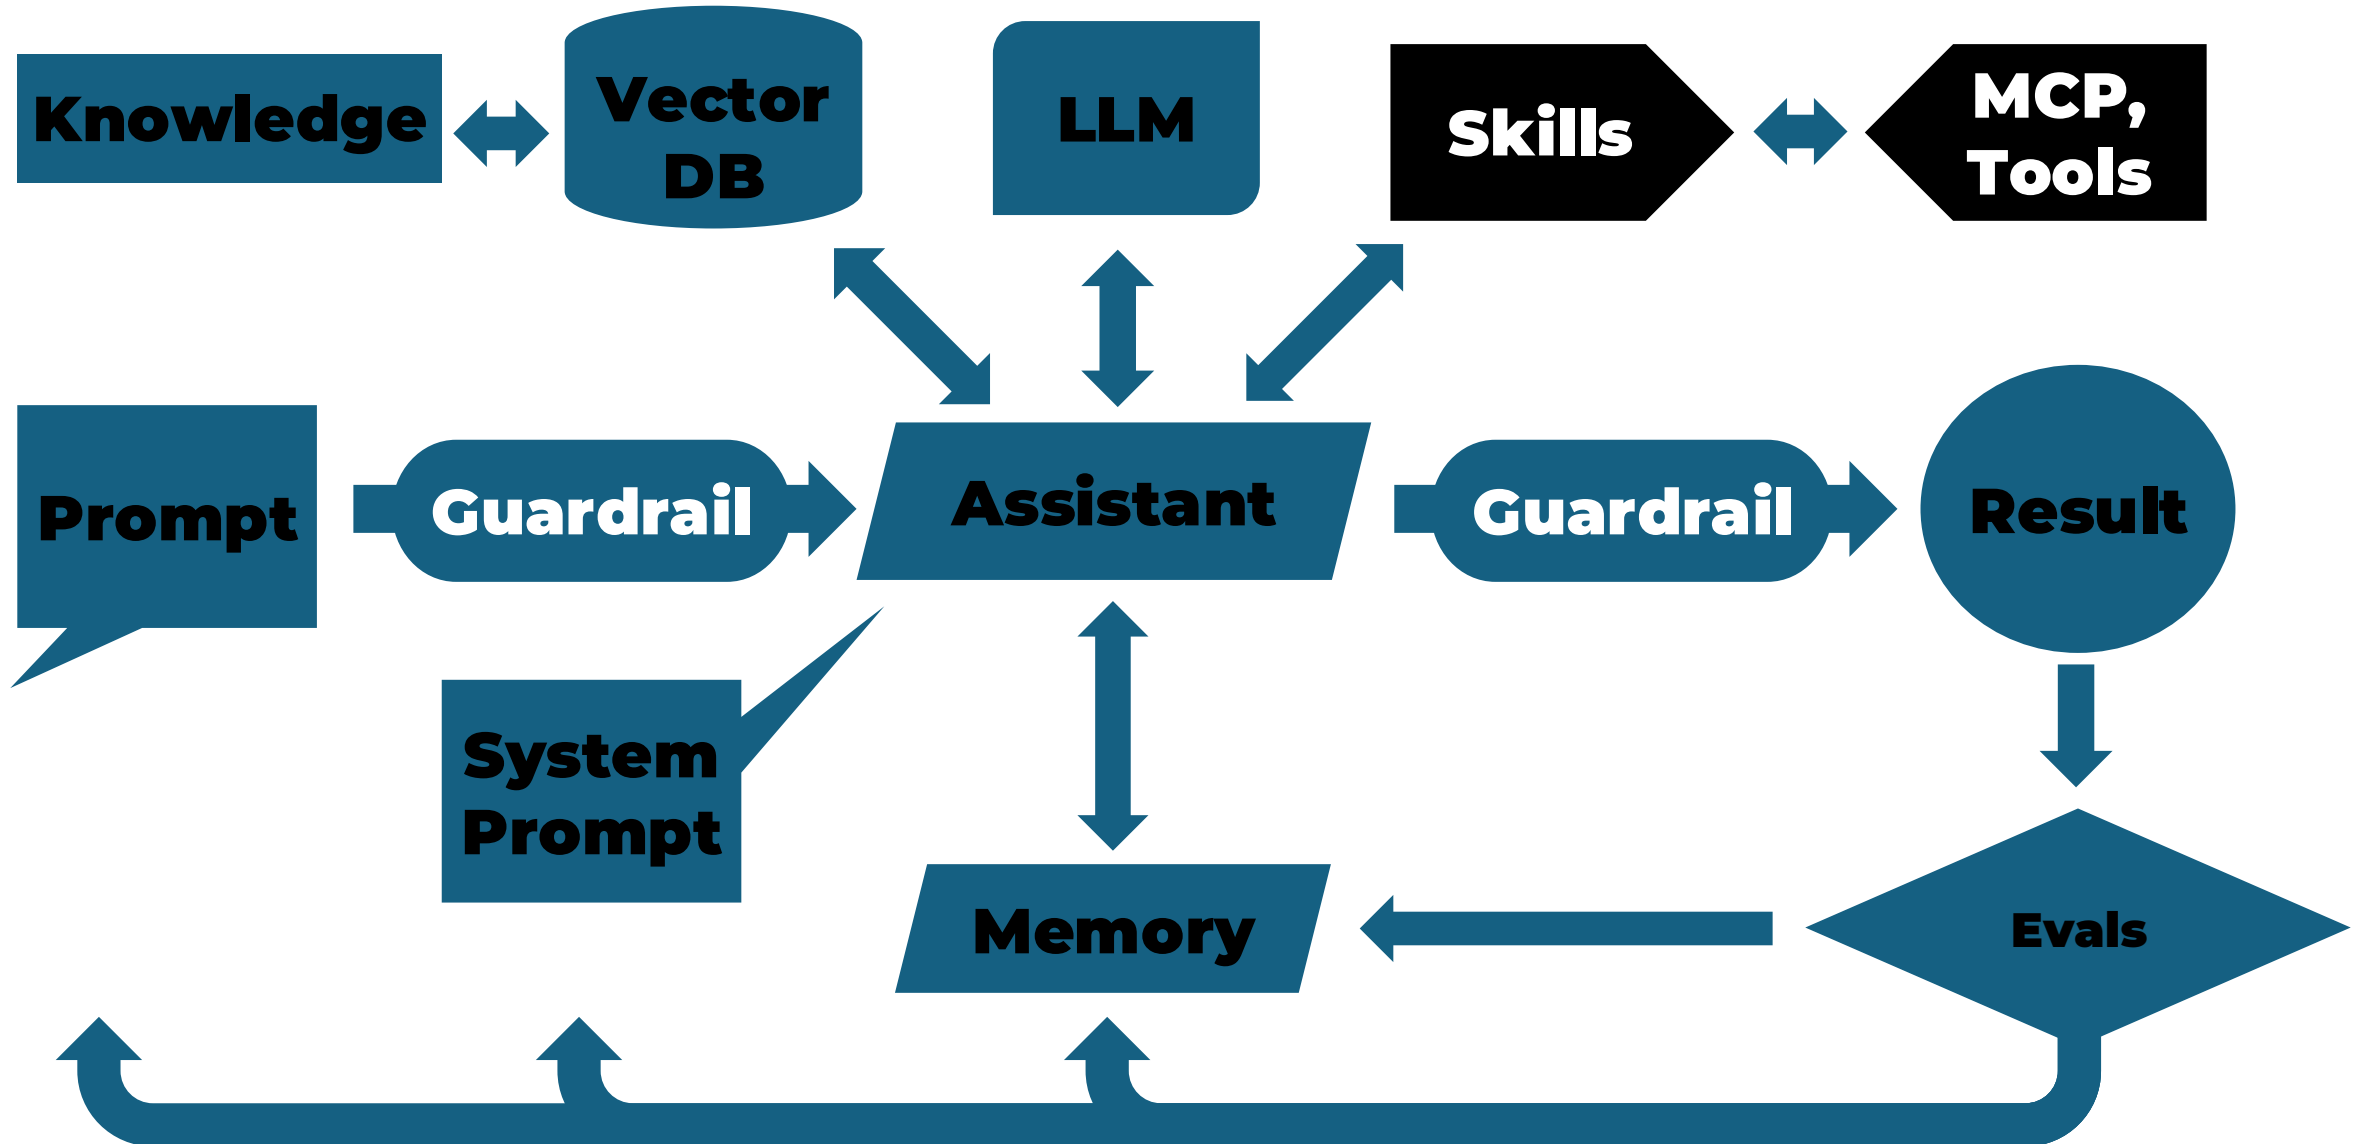 Knowledge
Vector
DB
LLM
Skills
MCP,
Tools
Prompt
Guardrail
Assistant
Guardrail
Result
System
Prompt
Memory
Evals